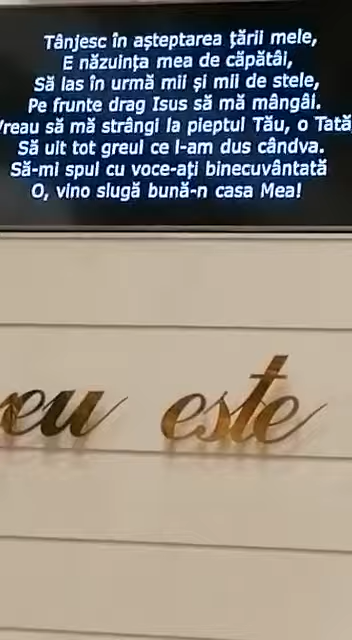 Tânjesc în așteptarea țării mele,
E năzuința mea de căpătâi,
Să las în urmă mii și mii de stele,
Pe frunte drag Isus să mă mângâi.
Vreau să mă strângi la pieptul Tău, o Tată
Să uit tot greul ce l-am dus cândva.
Să-mi spui cu voce-ați binecuvântată
O, vino slugă bună-n casa Mea!
eu este